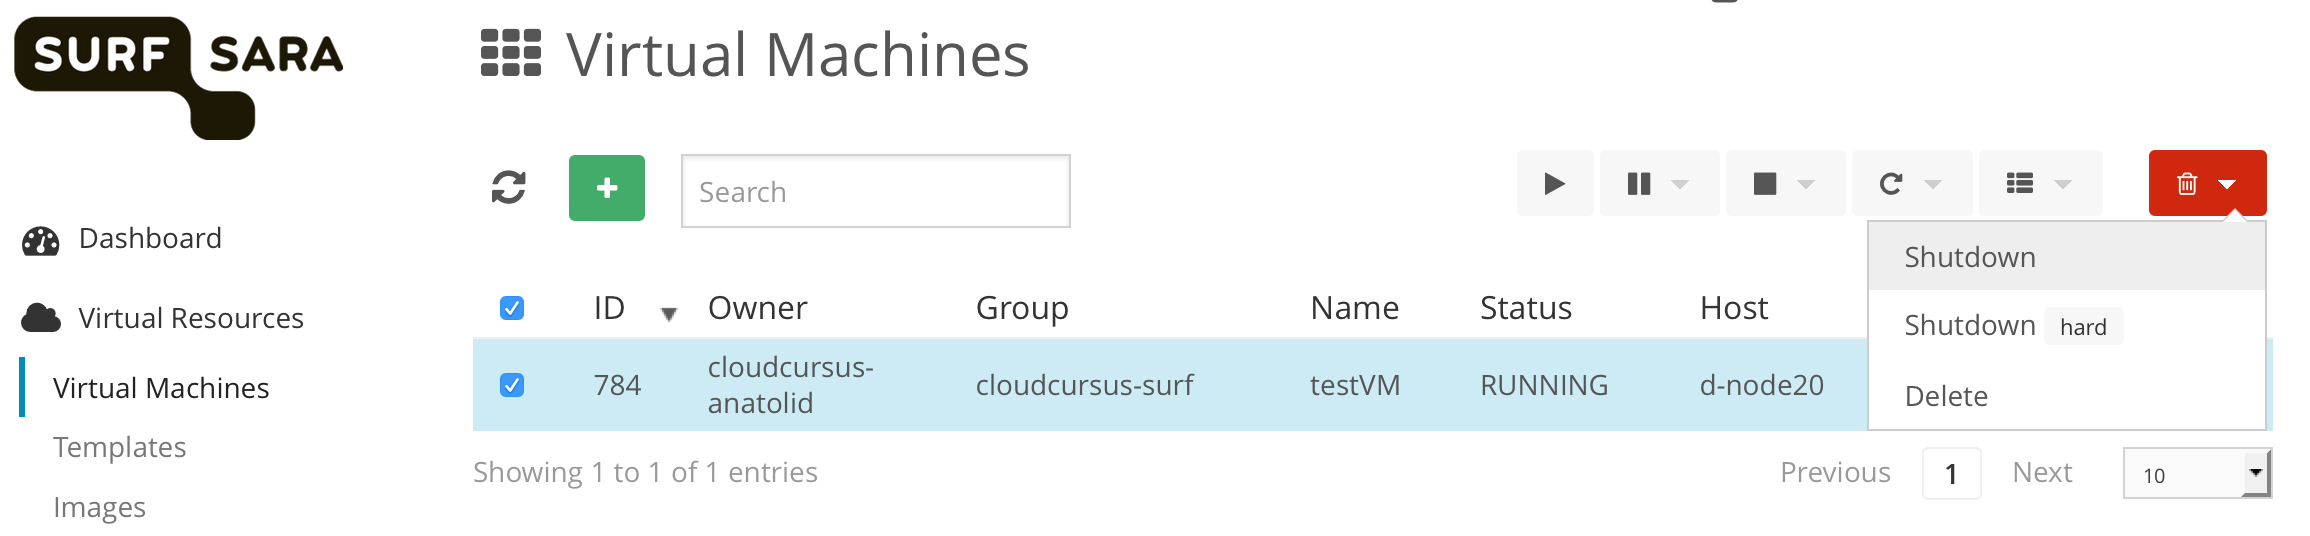 SURF SARA
Virtual Machines
Search
Dashboard
Virtual Resources
Virtual Machines
Templates
Images
ID Owner Group Name Status Host
784 cloudcursus-anatolid cloudcursus-surf testVM RUNNING d-node20
Shutdown
Shutdown hard
Delete
Showing 1 to 1 of 1 entries
Previous 1 Next 10